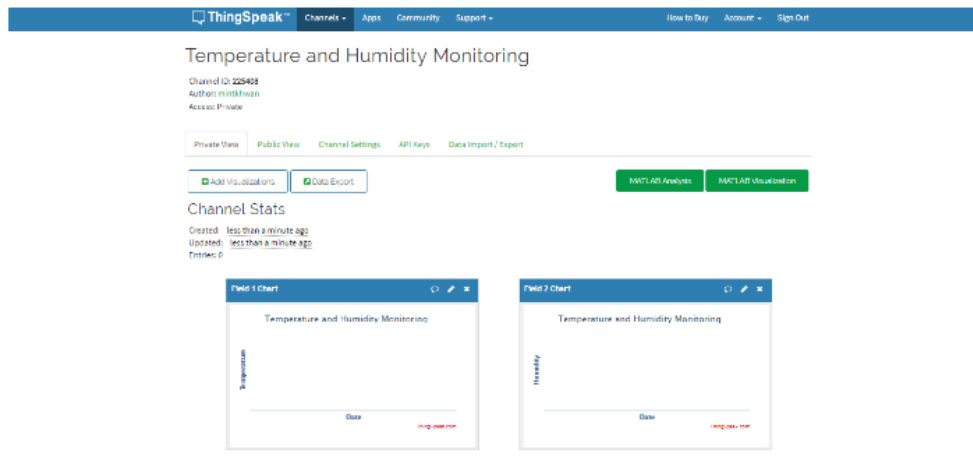 ThingSpeak™ Channels Apps Community Support How to Buy Account Sign Out
Temperature and Humidity Monitoring
Channel ID: 225408
Author: mintkhwan
Access: Private
Private View Public View Channel Settings API Keys Data Import / Export
Add Visualizations Data Export MATLAB Analysis MATLAB Visualization
Channel Stats
Created: less than a minute ago
Updated: less than a minute ago
Entries: 0
Field 1 Chart Field 2 Chart
Temperature and Humidity Monitoring Temperature and Humidity Monitoring
Temperature Humidity
Date Date
ThingSpeak.com ThingSpeak.com